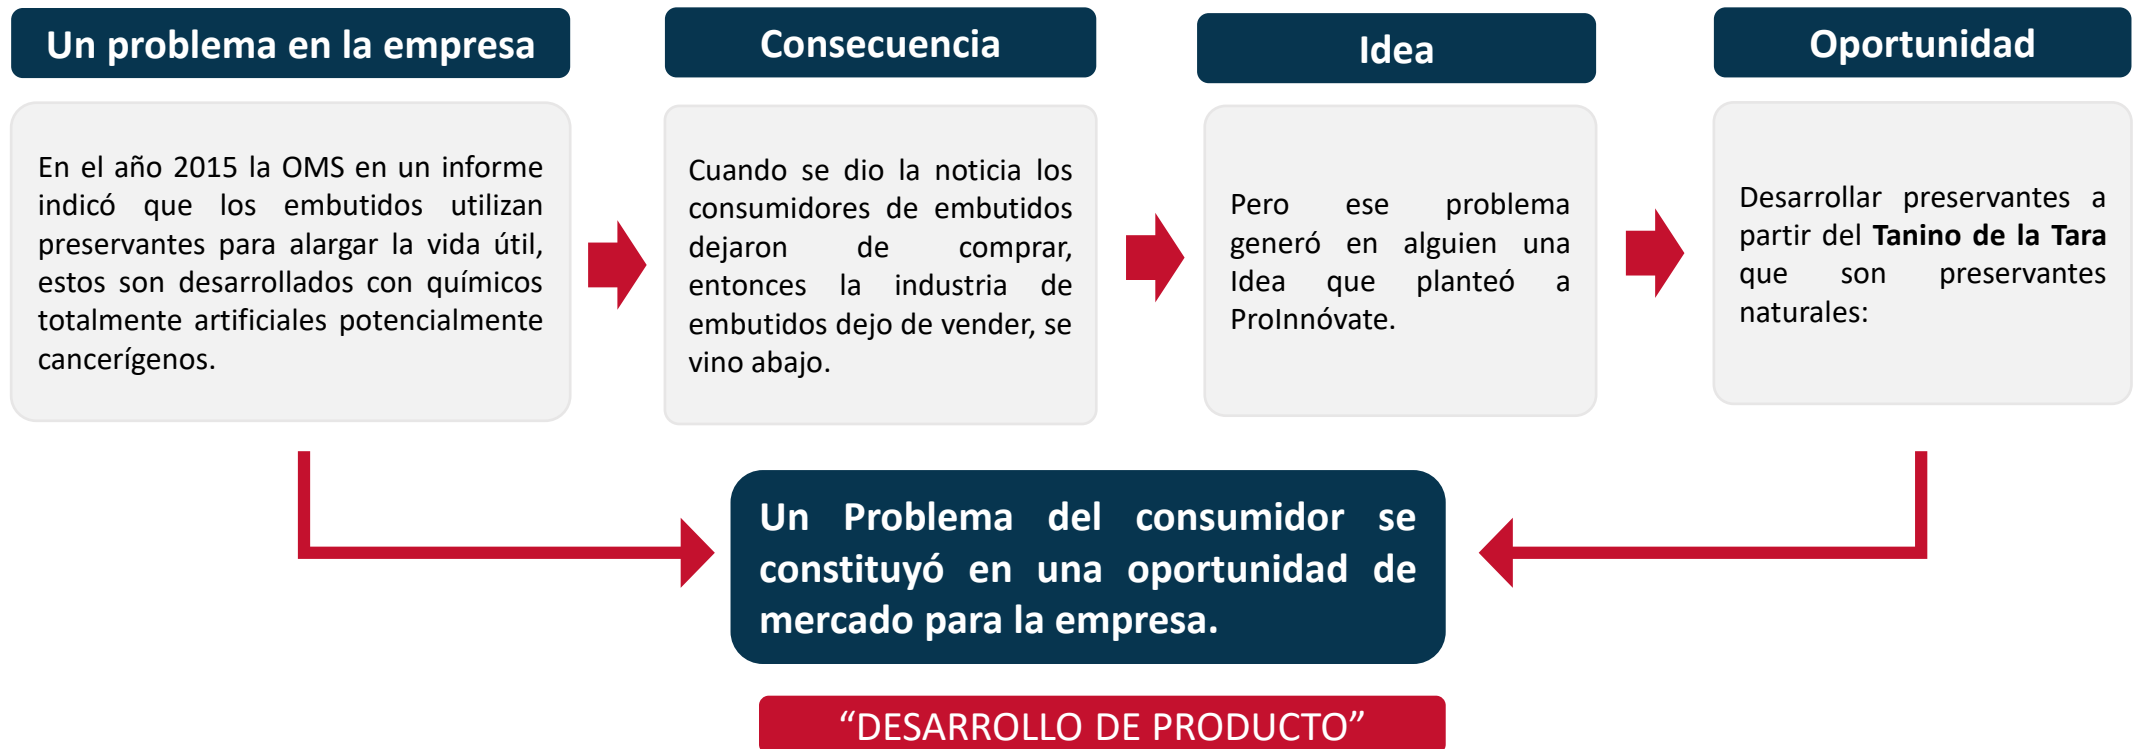 Un problema en la empresa
En el año 2015 la OMS en un informe
indicó que los embutidos utilizan
preservantes para alargar la vida útil,
estos son desarrollados con químicos
totalmente artificiales potencialmente
cancerígenos.
Consecuencia
Cuando se dio la noticia los
consumidores de embutidos
dejaron de comprar,
entonces la industria de
embutidos dejo de vender, se
vino abajo.
Idea
Pero ese problema
generó en alguien una
Idea que planteó a
ProInnóvate.
Oportunidad
Desarrollar preservantes a
partir del Tanino de la Tara
que son preservantes
naturales:
Un Problema del consumidor se
constituyó en una oportunidad de
mercado para la empresa.
“DESARROLLO DE PRODUCTO”